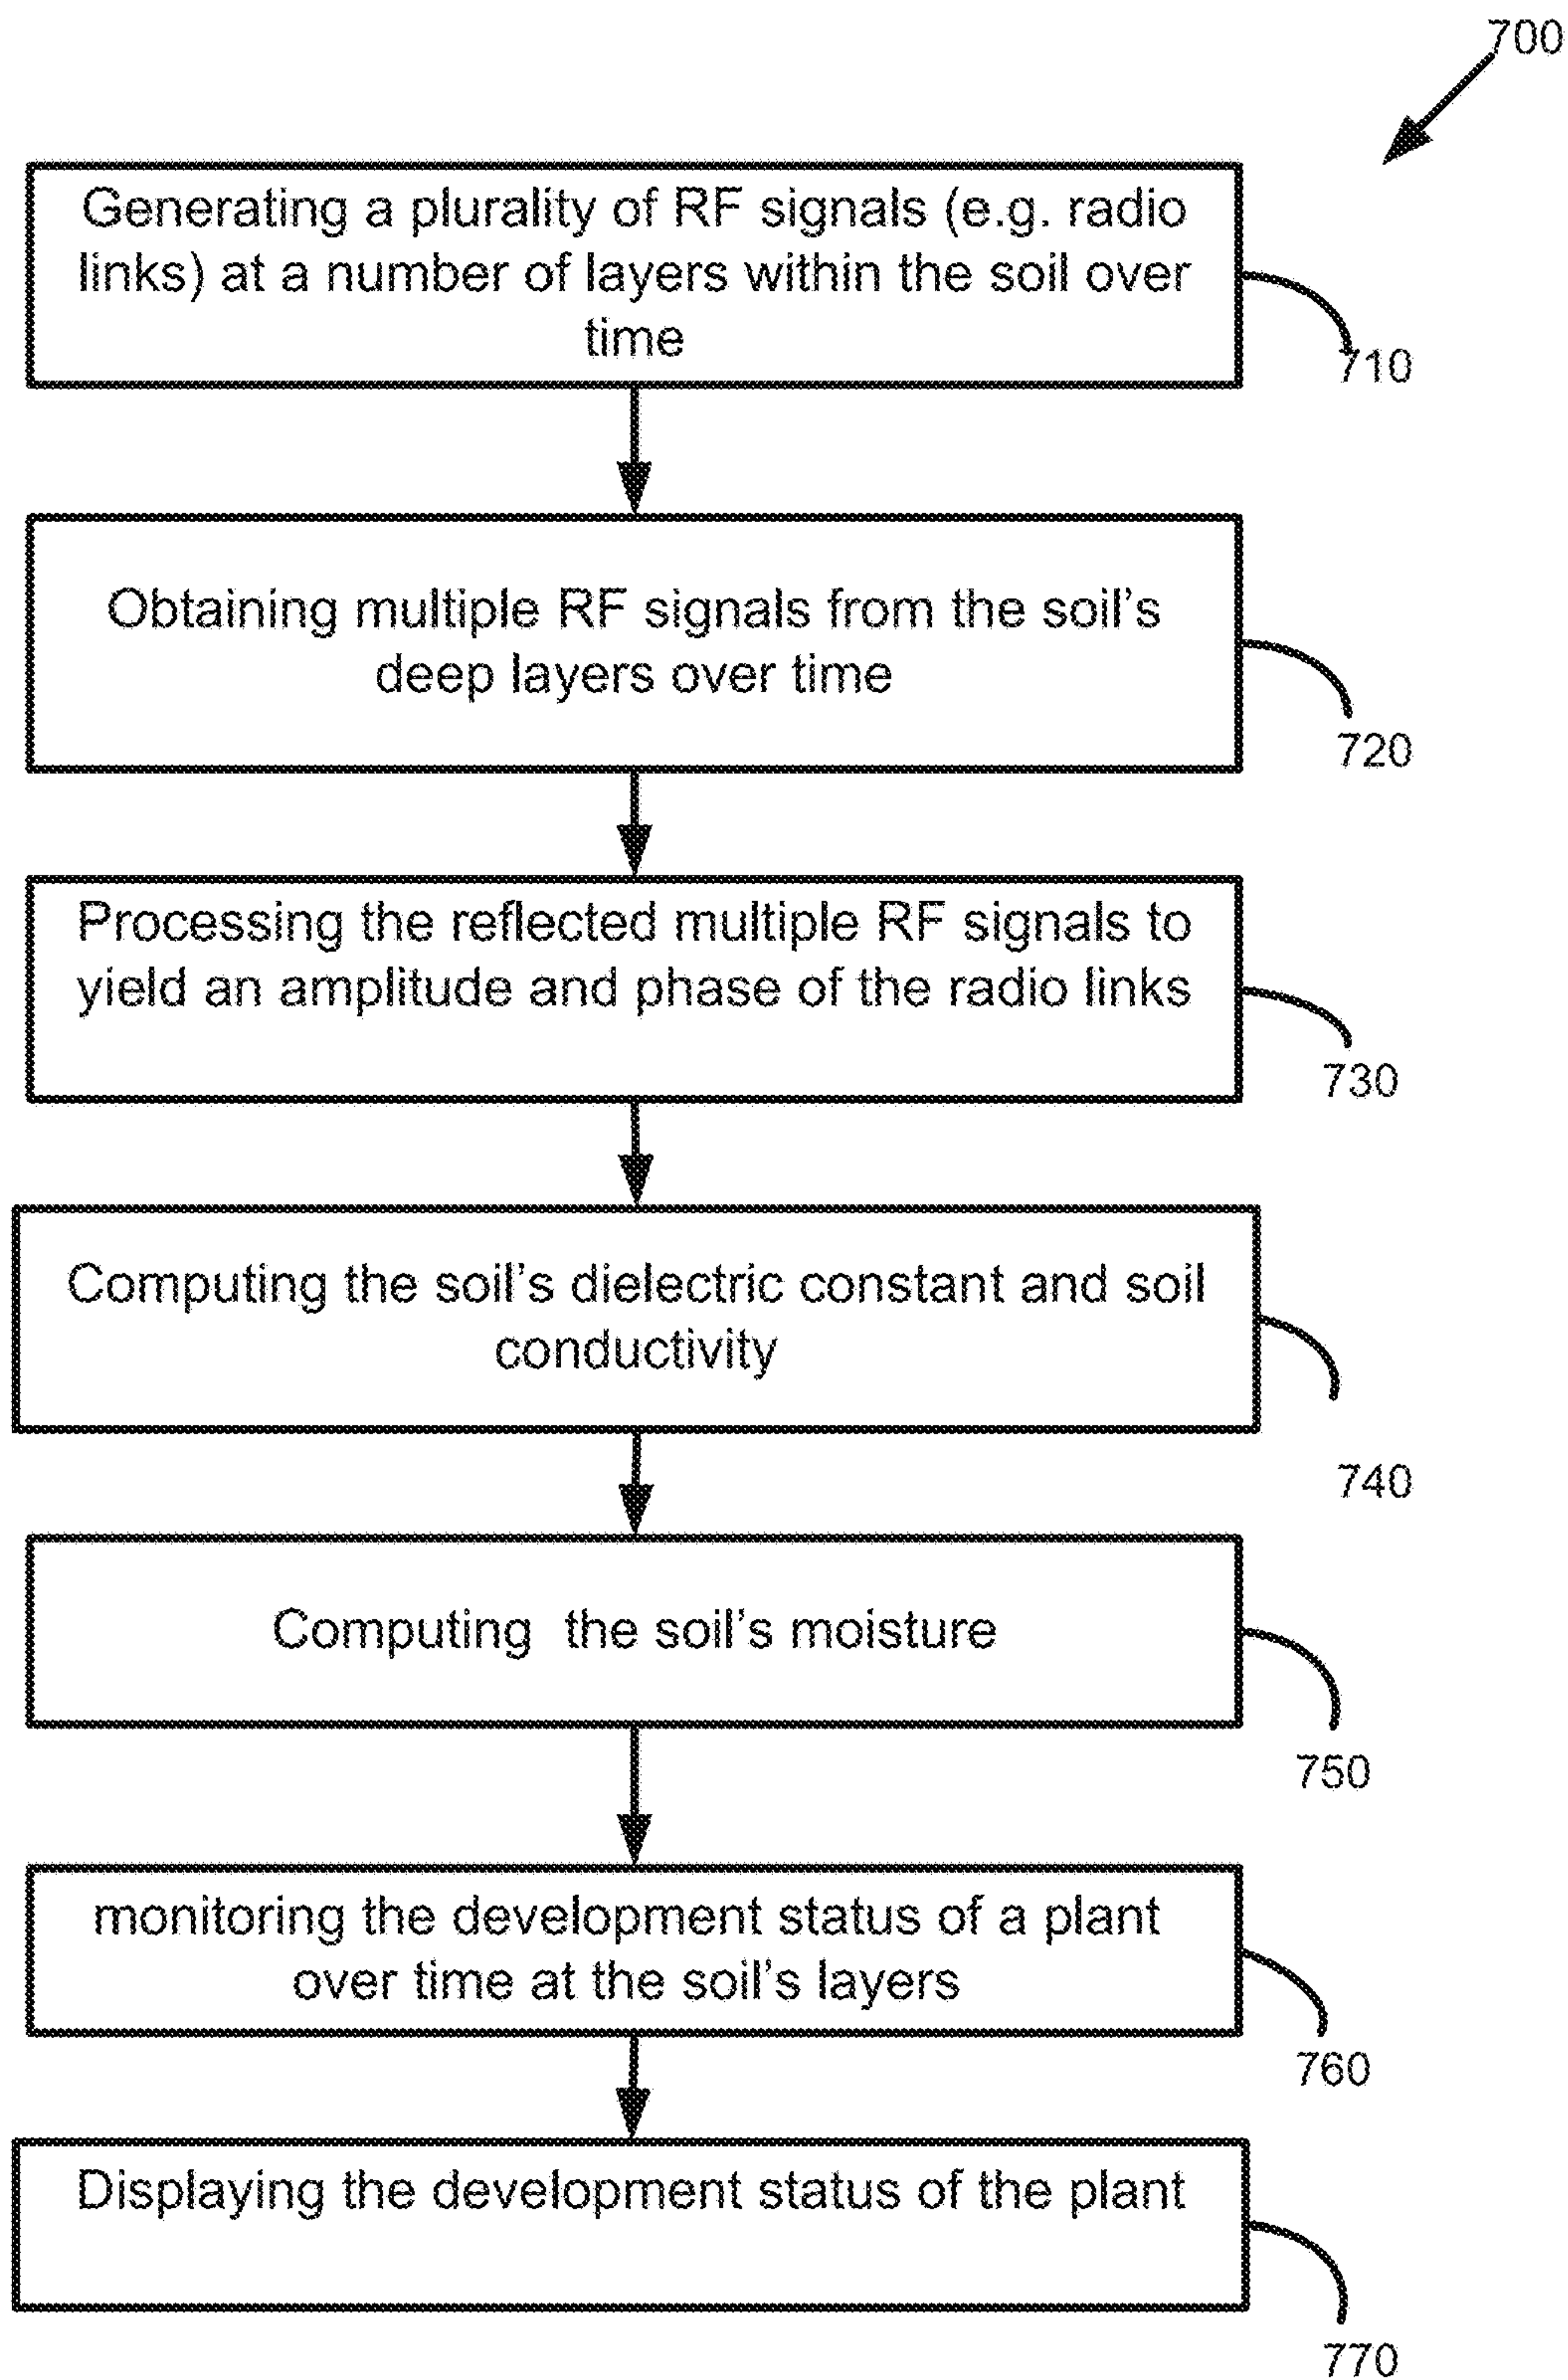 700
Generating a plurality of RF signals (e.g. radio
links) at a number of layers within the soil over
time
710
Obtaining multiple RF signals from the soil's
deep layers over time
720
Processing the reflected multiple RF signals to
yield an amplitude and phase of the radio links
730
Computing the soil's dielectric constant and soil
conductivity
740
Computing the soil's moisture
750
monitoring the development status of a plant
over time at the soil's layers
760
Displaying the development status of the plant
770